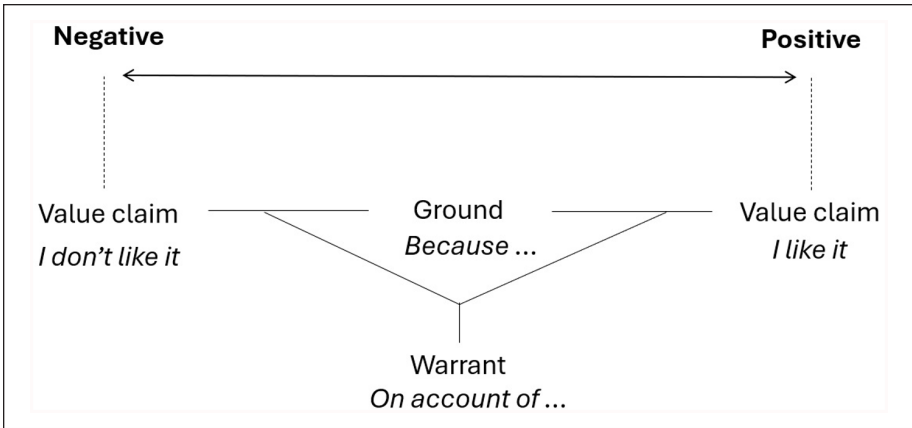 Negative
Positive
Value claim
I don't like it
Ground
Because ...
Value claim
I like it
Warrant
On account of ...